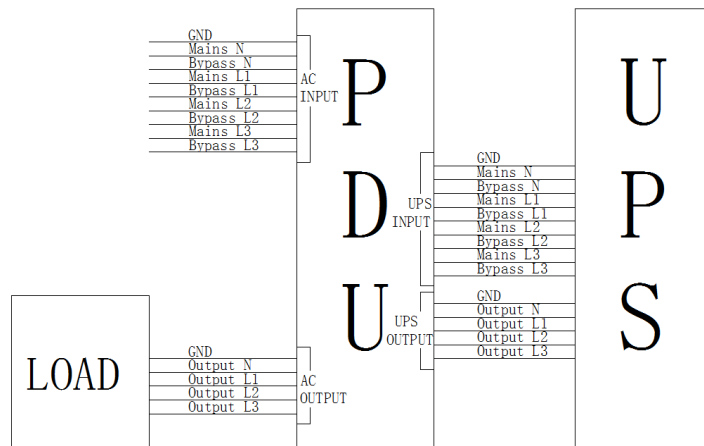 GND
Mains N
Bypass N
Mains L1
Bypass L1
Mains L2
Bypass L2
Mains L3
Bypass L3
AC
INPUT
P
D
U
U
P
S
GND
Mains N
Bypass N
Mains L1
Bypass L1
Mains L2
Bypass L2
Mains L3
Bypass L3
UPS
INPUT
GND
Output N
Output L1
Output L2
Output L3
UPS
OUTPUT
LOAD
GND
Output N
Output L1
Output L2
Output L3
AC
OUTPUT